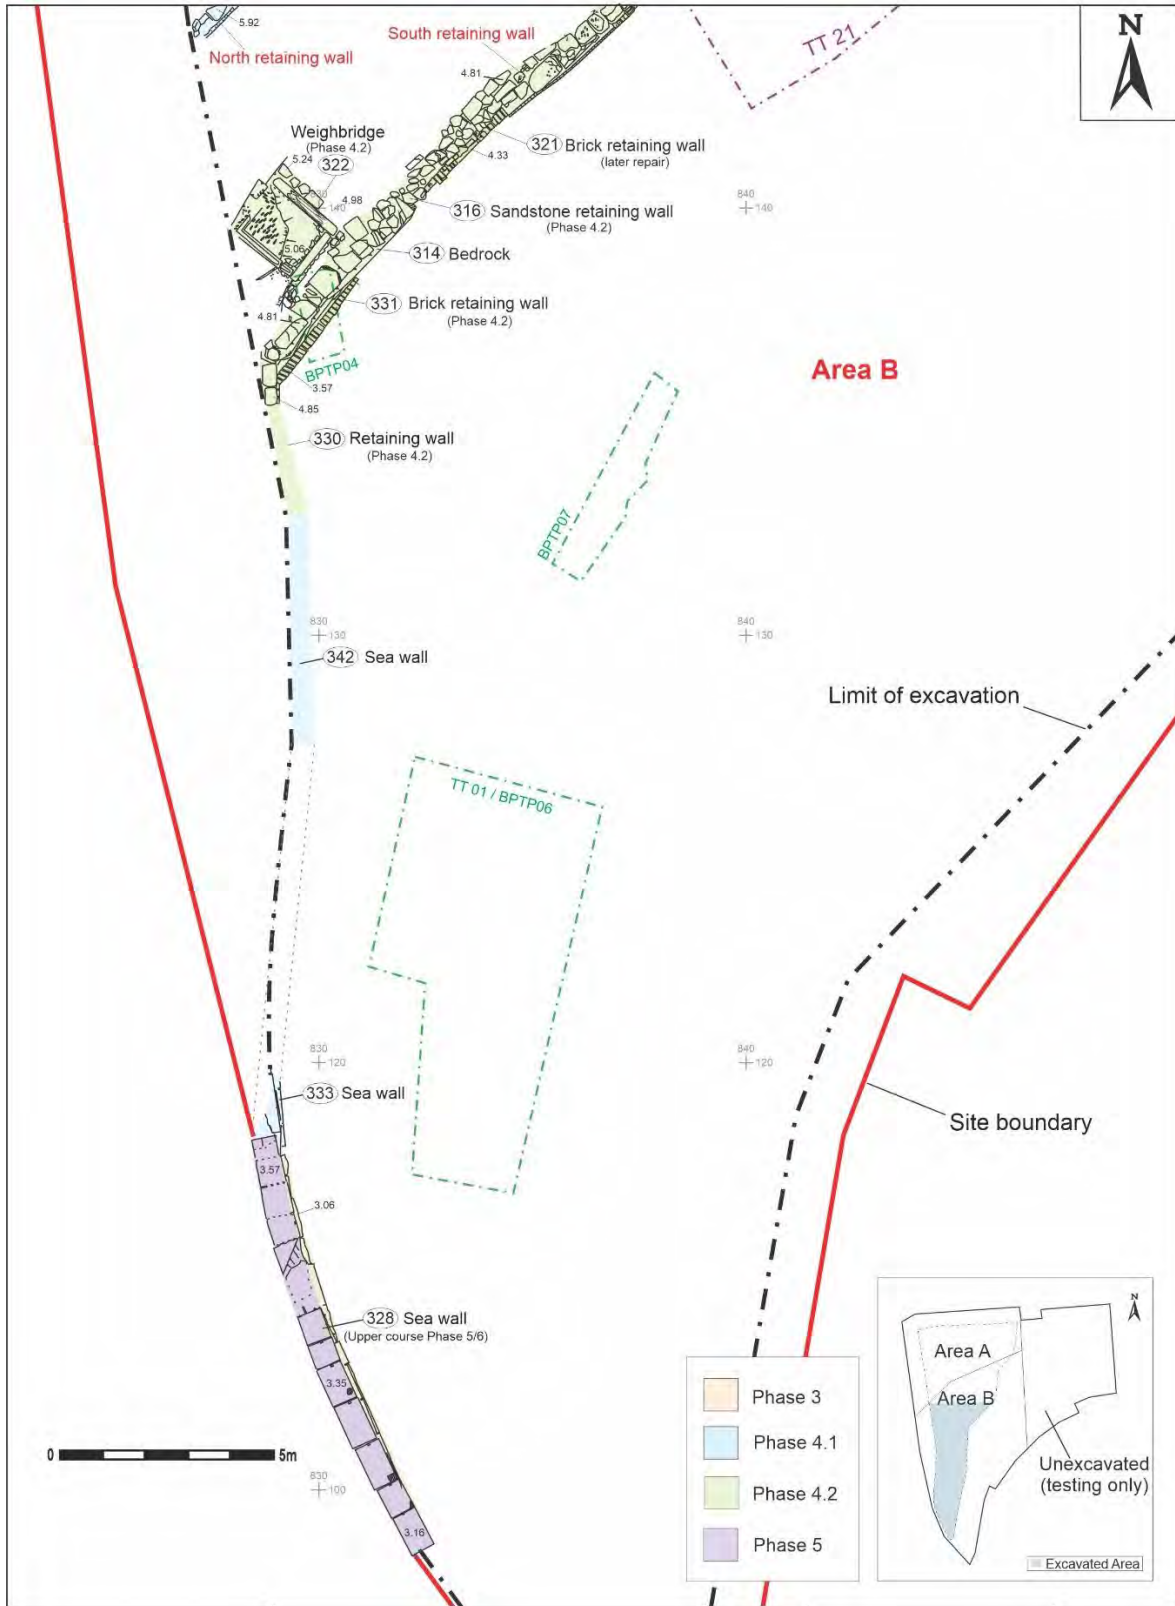 5.92
North retaining wall
South retaining wall
4.81
TT 21
N
Weighbridge
(Phase 4.2)
5.24
322
321 Brick retaining wall
(later repair)
4.33
4.98
140
840
140
316 Sandstone retaining wall
(Phase 4.2)
5.06
314 Bedrock
331 Brick retaining wall
(Phase 4.2)
4.81
BPTP04
3.57
4.85
Area B
330 Retaining wall
(Phase 4.2)
BPTP07
830
130
840
130
342 Sea wall
Limit of excavation
TT 01 / BPTP06
830
120
840
120
333 Sea wall
Site boundary
3.57
3.06
328 Sea wall
(Upper course Phase 5/6)
3.35
0 5m
830
100
3.16
Phase 3
Phase 4.1
Phase 4.2
Phase 5
N
Area A
Area B
Unexcavated
(testing only)
Excavated Area